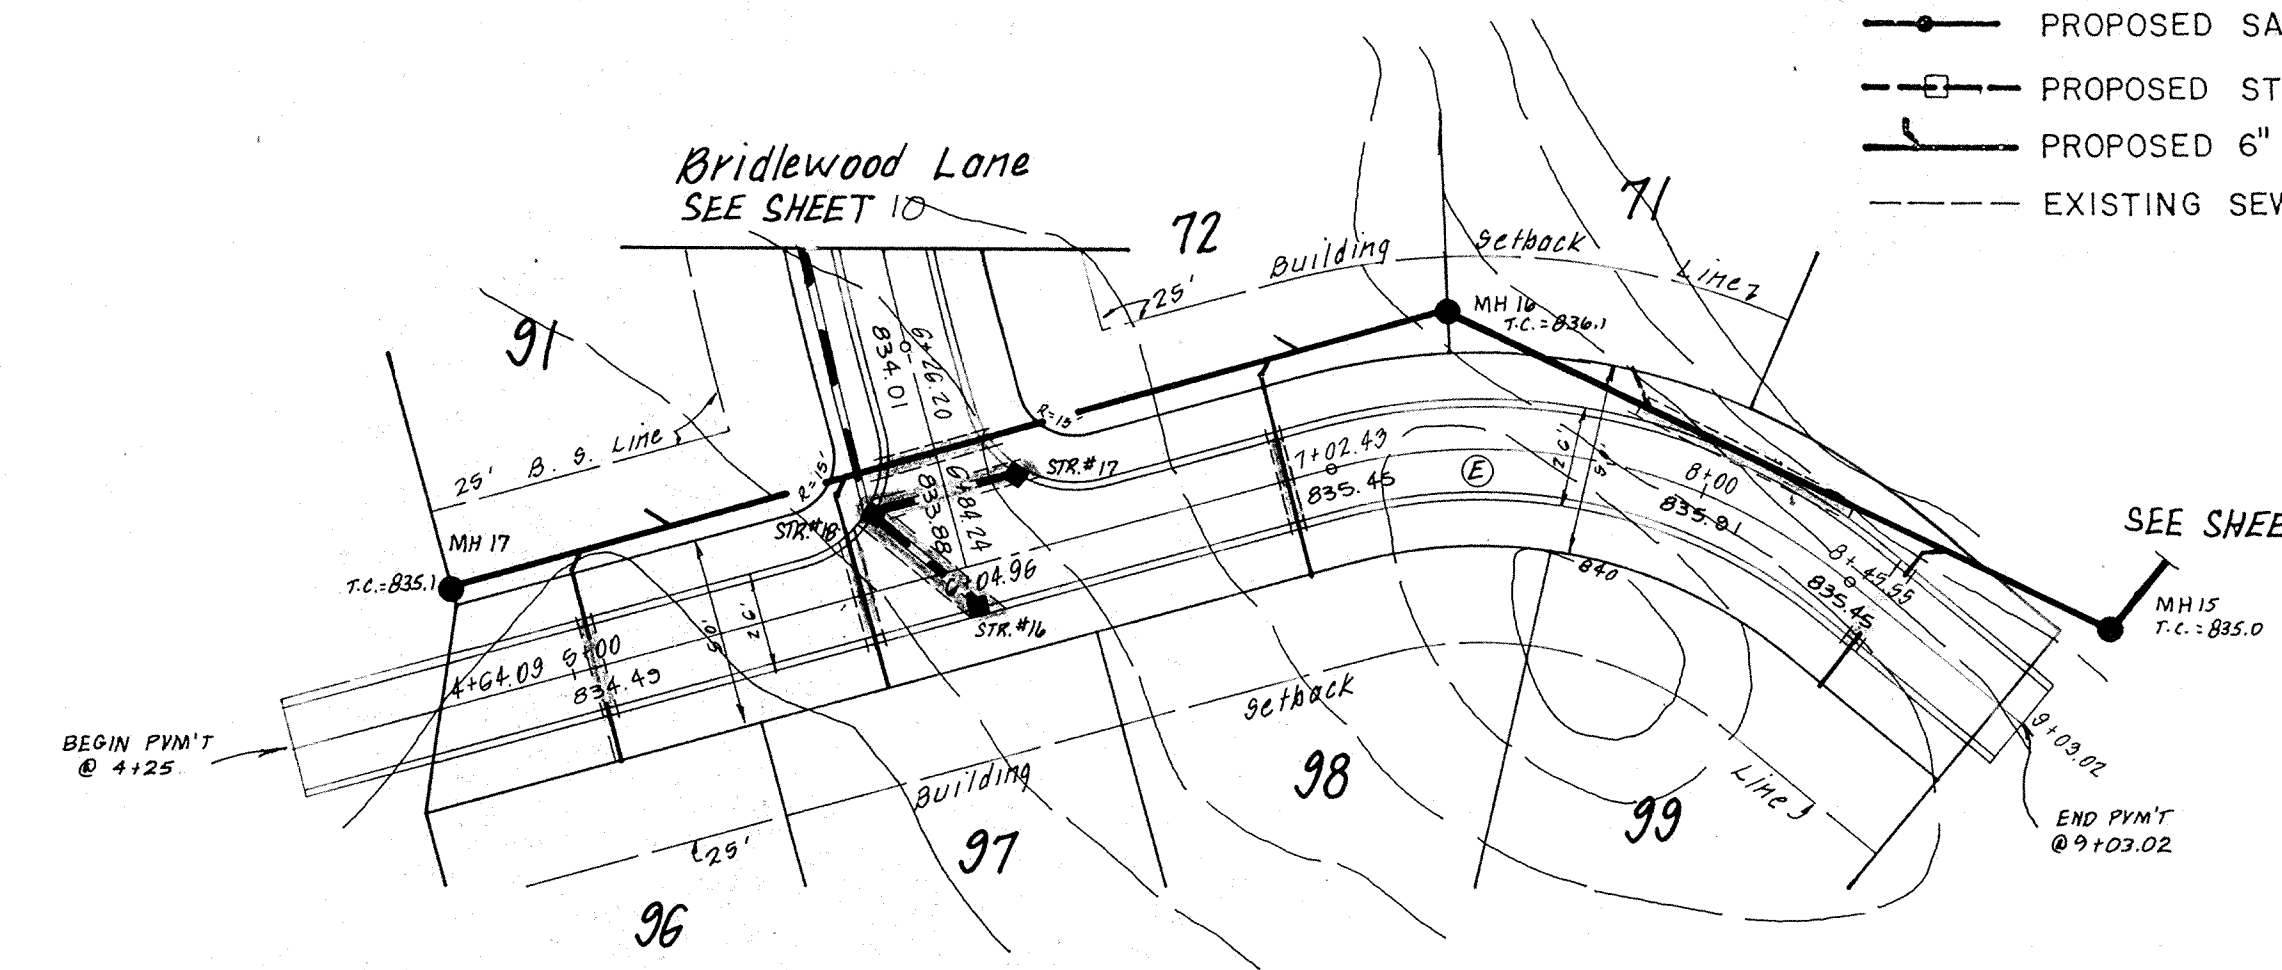 PROPOSED SA
PROPOSED ST
PROPOSED 6"
EXISTING SEW
Bridlewood Lane
SEE SHEET 10
72
71
Building Setback Line
25'
MH 16
T.C.=836.1
91
6+26.20
834.01
R=15'
25' B. S. Line
R=15'
STR.#17
6+84.24
833.88
STR.#18
7+02.43
835.45
E
26'
8+00
835.91
SEE SHEE
MH 17
T.C.=835.1
8+45.55
835.45
840
MH 15
T.C.=835.0
04.96
STR.#16
50'
26'
4+64.09
5+00
834.49
BEGIN PVM'T
@ 4+25
Building Setback Line
25'
9+03.02
END PVM'T
@ 9+03.02
96
97
98
99